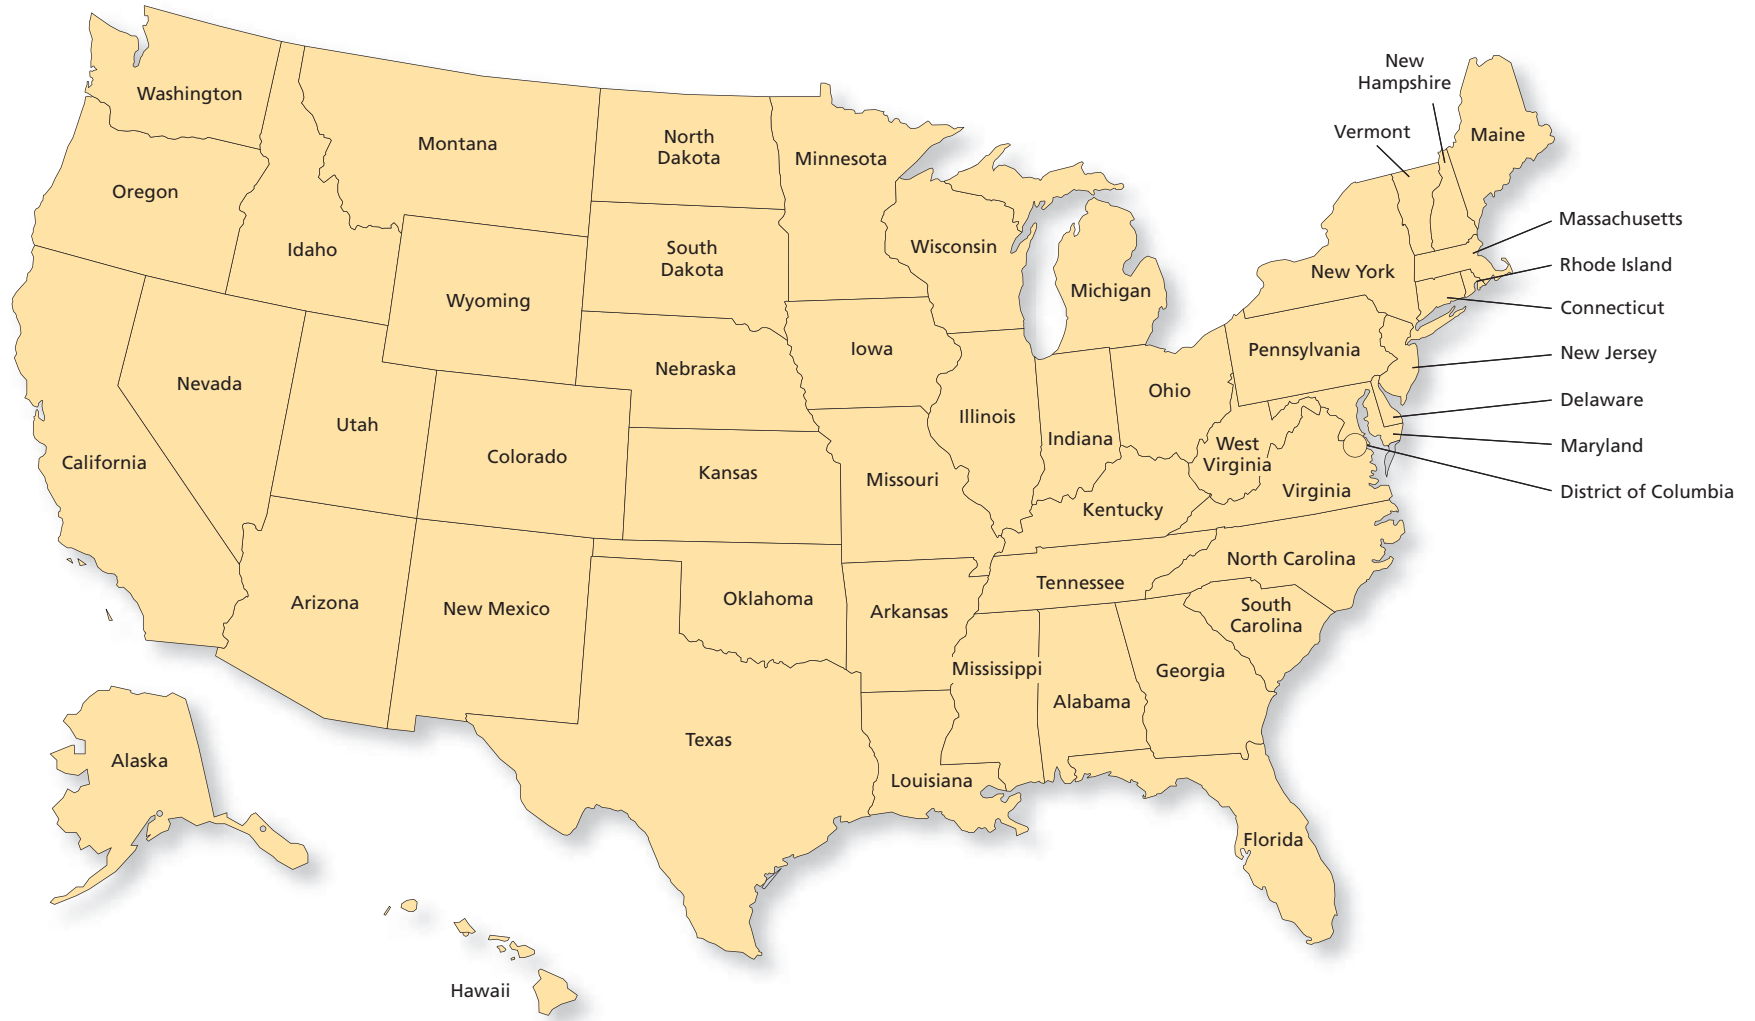 New
Hampshire
Vermont
Maine
Washington
Montana
North
Dakota
Minnesota
Oregon
Idaho
Massachusetts
South
Dakota
Wisconsin
New York
Rhode Island
Wyoming
Michigan
Connecticut
Iowa
Pennsylvania
New Jersey
Nebraska
Nevada
Ohio
Delaware
Utah
Illinois
Indiana
Maryland
California
Colorado
Kansas
Missouri
West
Virginia
Virginia
District of Columbia
Kentucky
North Carolina
Tennessee
Arizona
New Mexico
Oklahoma
Arkansas
South
Carolina
Mississippi
Georgia
Alabama
Texas
Alaska
Louisiana
Florida
Hawaii